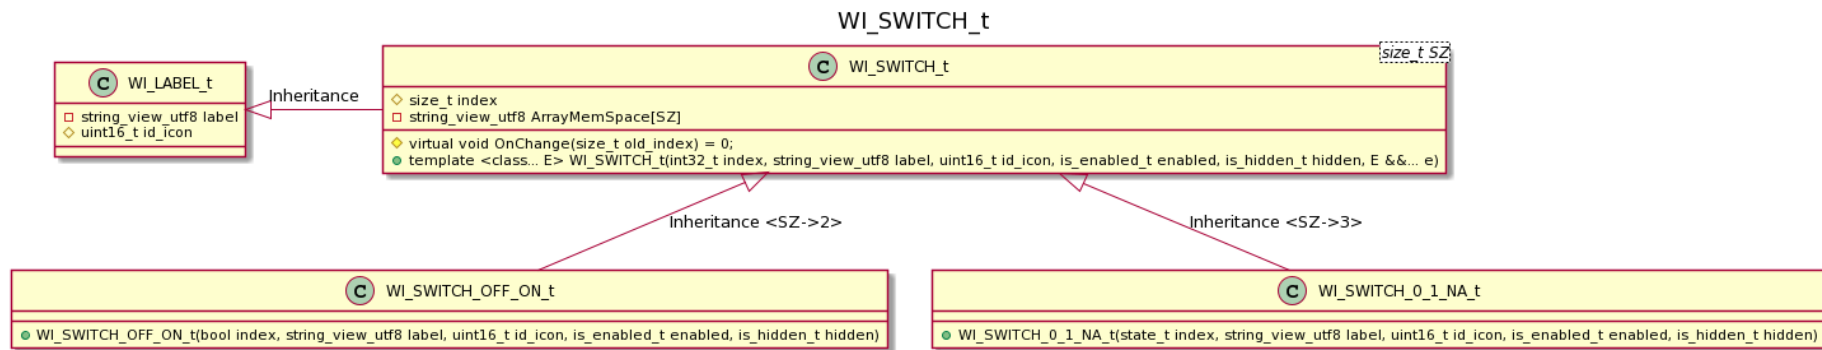 WI_SWITCH_t
size_t SZ
C WI_LABEL_t
string_view_utf8 label
uint16_t id_icon
Inheritance
C WI_SWITCH_t
size_t index
string_view_utf8 ArrayMemSpace[SZ]
virtual void OnChange(size_t old_index) = 0;
template <class... E> WI_SWITCH_t(int32_t index, string_view_utf8 label, uint16_t id_icon, is_enabled_t enabled, is_hidden_t hidden, E &&... e)
Inheritance <SZ->2>
Inheritance <SZ->3>
C WI_SWITCH_OFF_ON_t
WI_SWITCH_OFF_ON_t(bool index, string_view_utf8 label, uint16_t id_icon, is_enabled_t enabled, is_hidden_t hidden)
C WI_SWITCH_0_1_NA_t
WI_SWITCH_0_1_NA_t(state_t index, string_view_utf8 label, uint16_t id_icon, is_enabled_t enabled, is_hidden_t hidden)